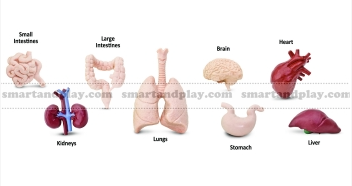 Small
Intestines
Large
Intestines
Brain
Heart
smartandplay.com smartandplay.com smartandplay.com
Kidneys
Lungs
Stomach
Liver